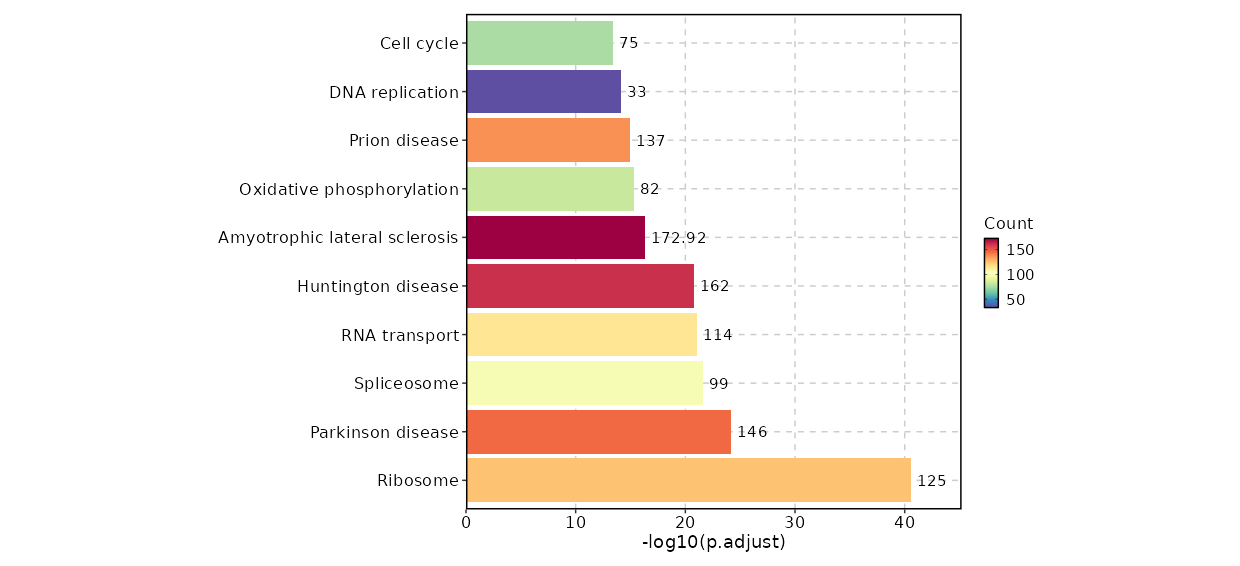 Cell cycle 75
DNA replication 33
Prion disease 137
Oxidative phosphorylation 82
Amyotrophic lateral sclerosis 172.92
Huntington disease 162
RNA transport 114
Spliceosome 99
Parkinson disease 146
Ribosome 125
0 10 20 30 40
-log10(p.adjust)
Count
150
100
50